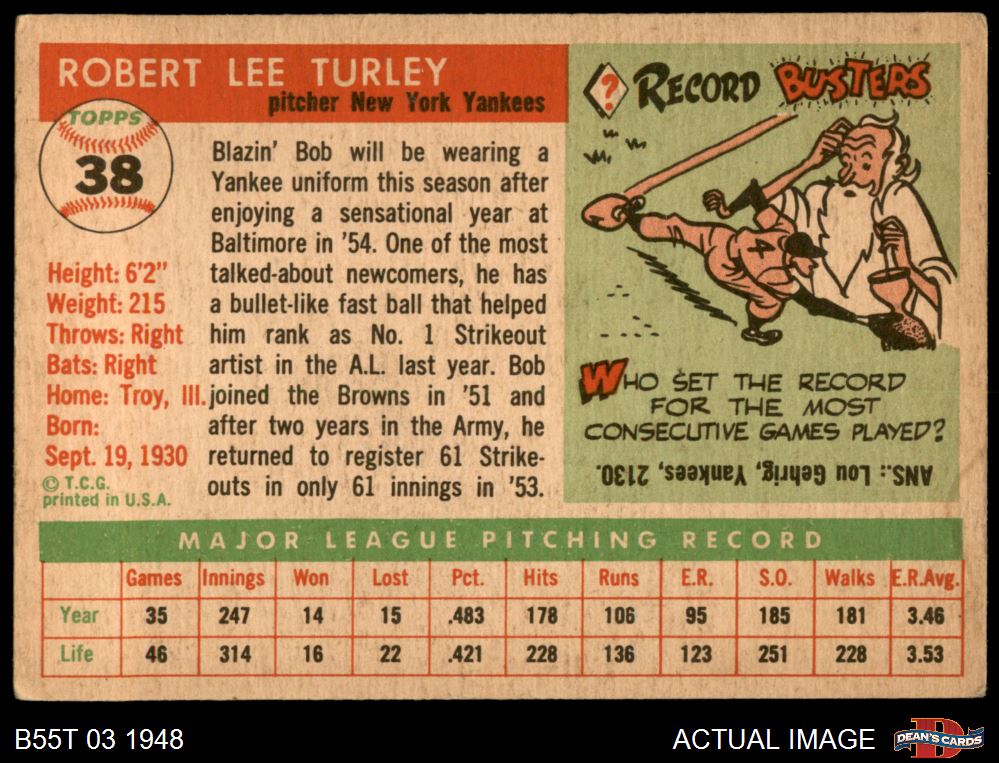 ROBERT LEE TURLEY
pitcher New York Yankees
TOPPS
38
Height: 6'2"
Weight: 215
Throws: Right
Bats: Right
Home: Troy, Ill.
Born:
Sept. 19, 1930
© T.C.G.
printed in U.S.A.
Blazin' Bob will be wearing a
Yankee uniform this season after
enjoying a sensational year at
Baltimore in '54. One of the most
talked-about newcomers, he has
a bullet-like fast ball that helped
him rank as No. 1 Strikeout
artist in the A.L. last year. Bob
joined the Browns in '51 and
after two years in the Army, he
returned to register 61 Strike-
outs in only 61 innings in '53.
? RECORD BUSTERS
4
WHO SET THE RECORD
FOR THE MOST
CONSECUTIVE GAMES PLAYED?
ANS.: Lou Gehrig, Yankees, 2130.
MAJOR LEAGUE PITCHING RECORD
Games Innings Won Lost Pct. Hits Runs E.R. S.O. Walks E.R.Avg.
Year 35 247 14 15 .483 178 106 95 185 181 3.46
Life 46 314 16 22 .421 228 136 123 251 228 3.53
B55T 03 1948
ACTUAL IMAGE
DEAN'S CARDS